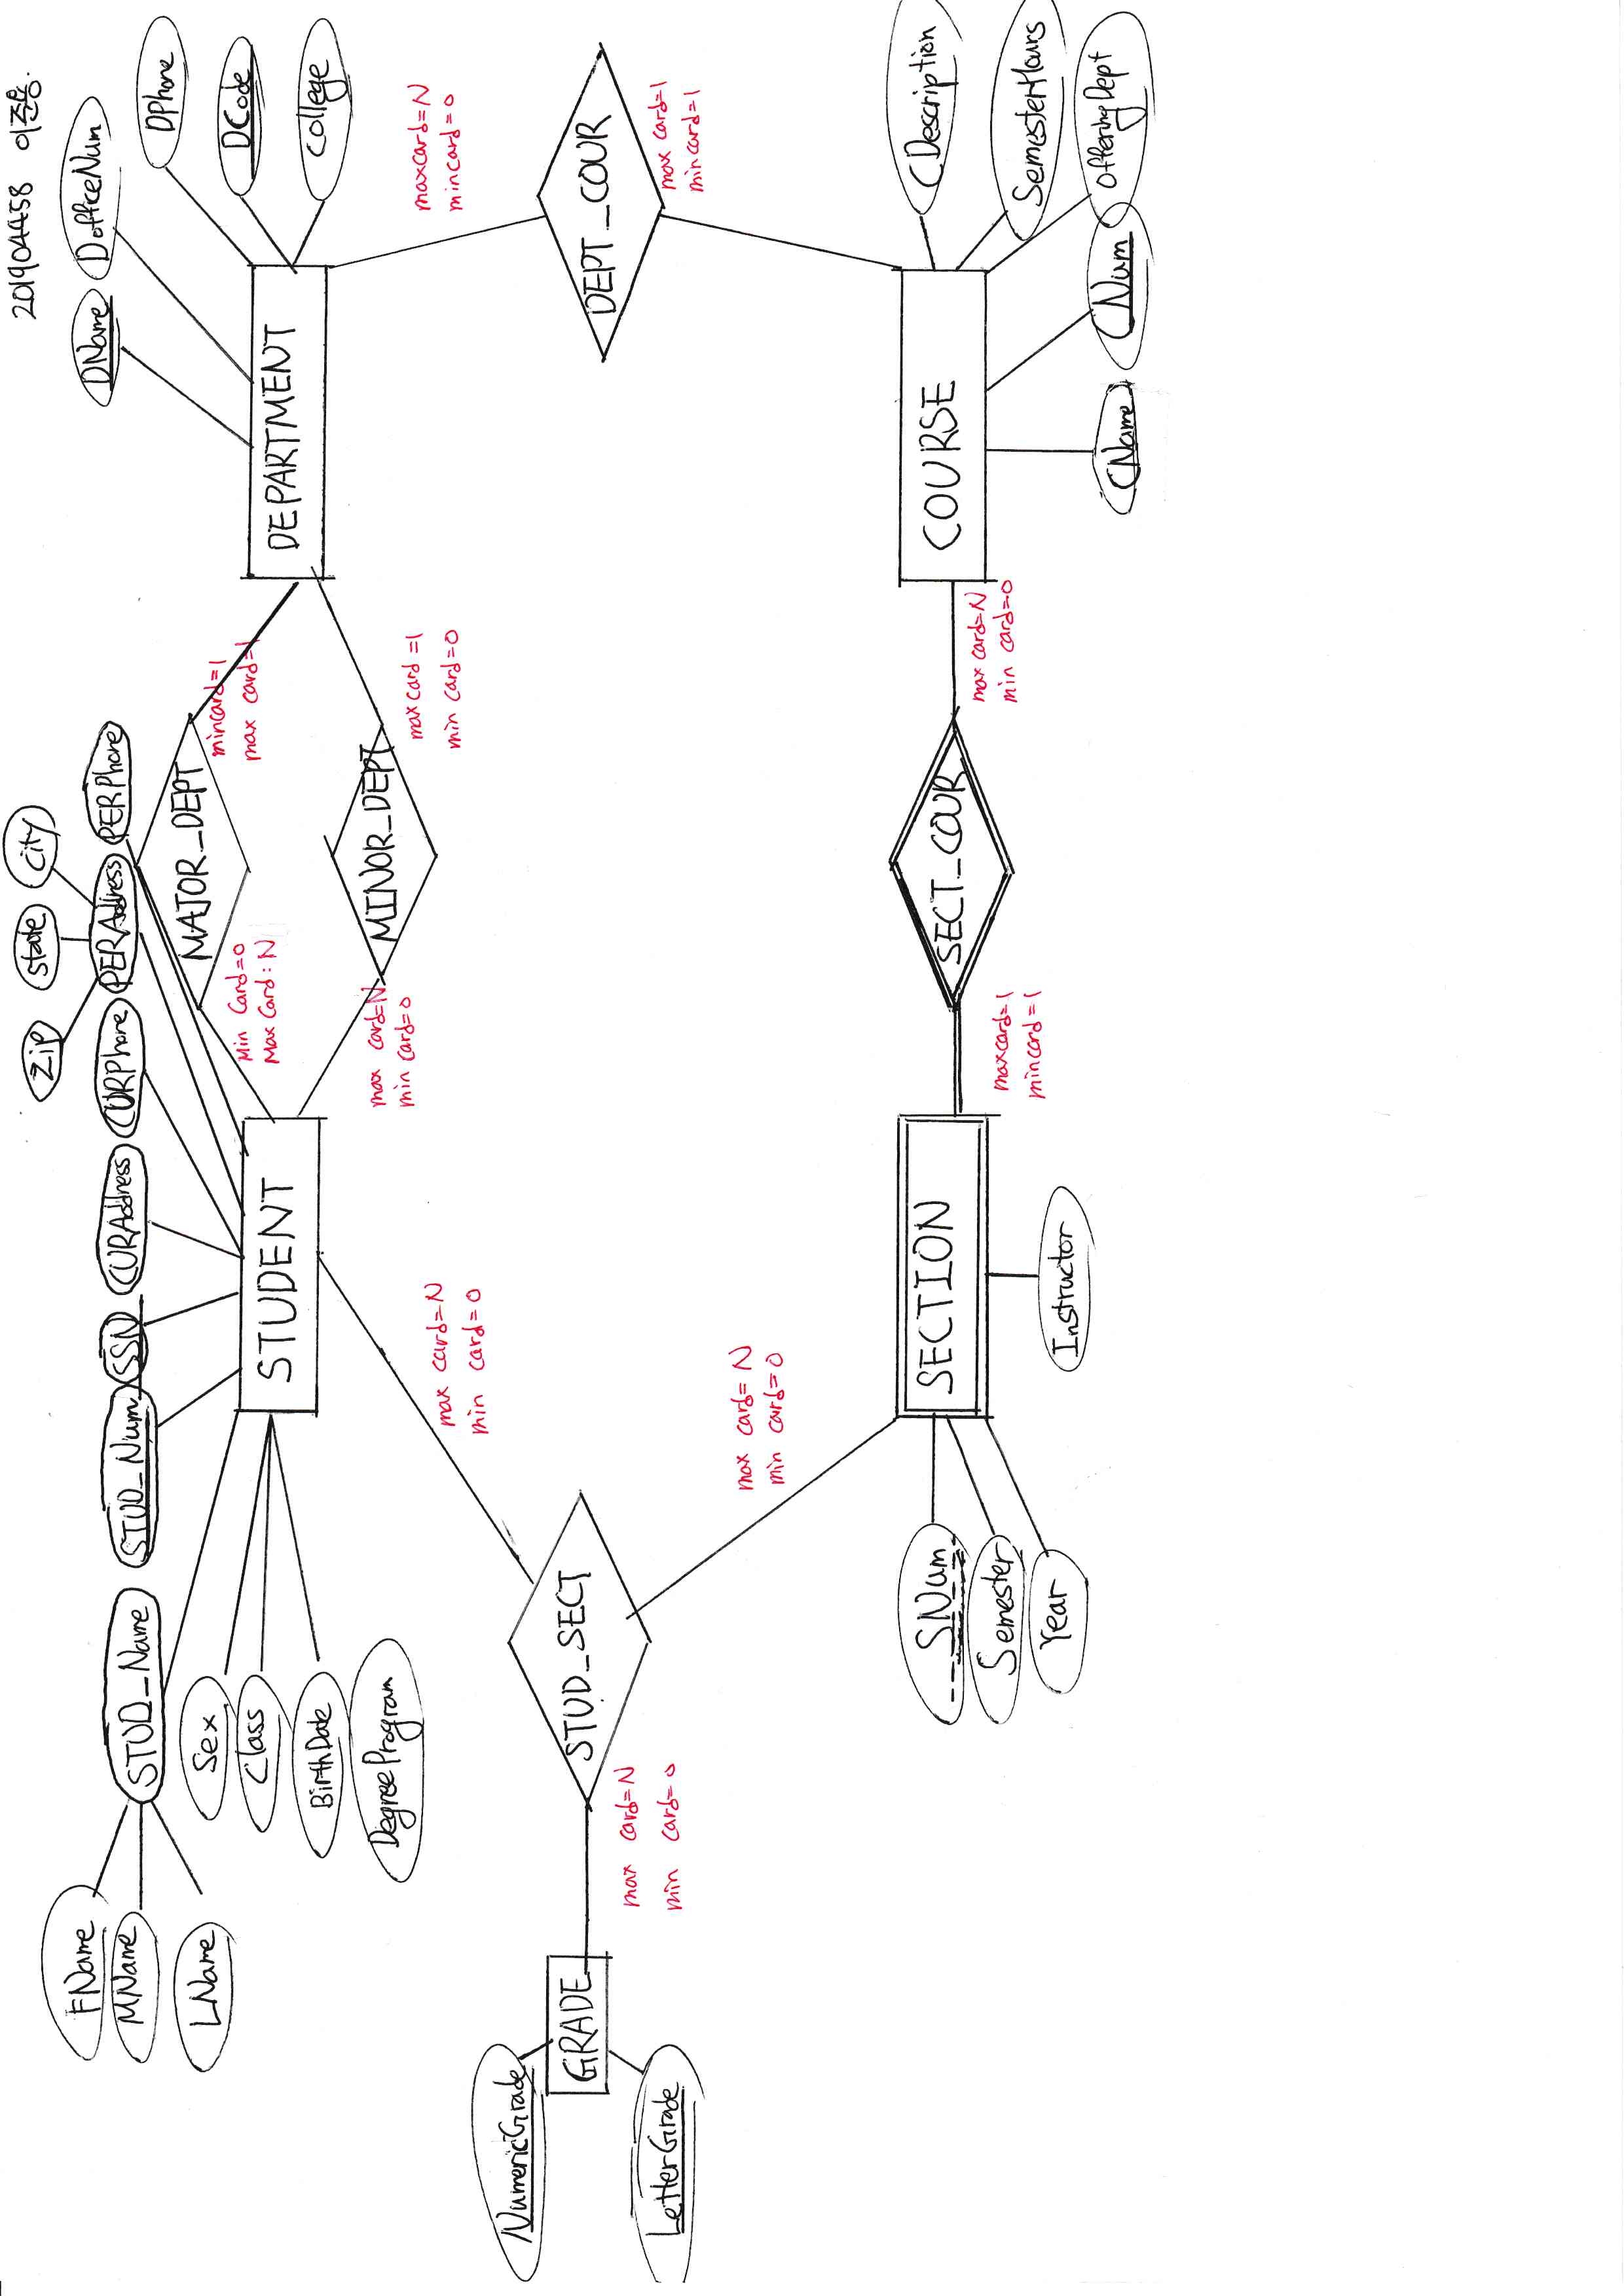 201904458 이준용.
FName
MName
LName
STUD_Name
STUD_Num
SSN
CURAddress
CURPhone
PERAddress
PERPhone
Zip
State
City
Sex
Class
BirthDate
DegreeProgram
STUDENT
Min Card=0
Max Card:N
MAJOR_DEPT
mincard=1
max card=1
max card=N
min card=0
MINOR_DEPT
max card=1
min card=0
DName
DofficeNum
DPhone
DCode
College
DEPARTMENT
maxcard=N
mincard=0
DEPT_COUR
max card=1
mincard=1
max card=N
min card=0
STUD_SECT
max card=N
min card=0
GRADE
NumericGrade
LetterGrade
max card=N
min card=0
SECTION
SNum
Semester
Year
Instructor
maxcard=1
mincard=1
SECT_COUR
max card=N
min card=0
COURSE
CDescription
SemesterHours
OfferingDept
CNum
CName